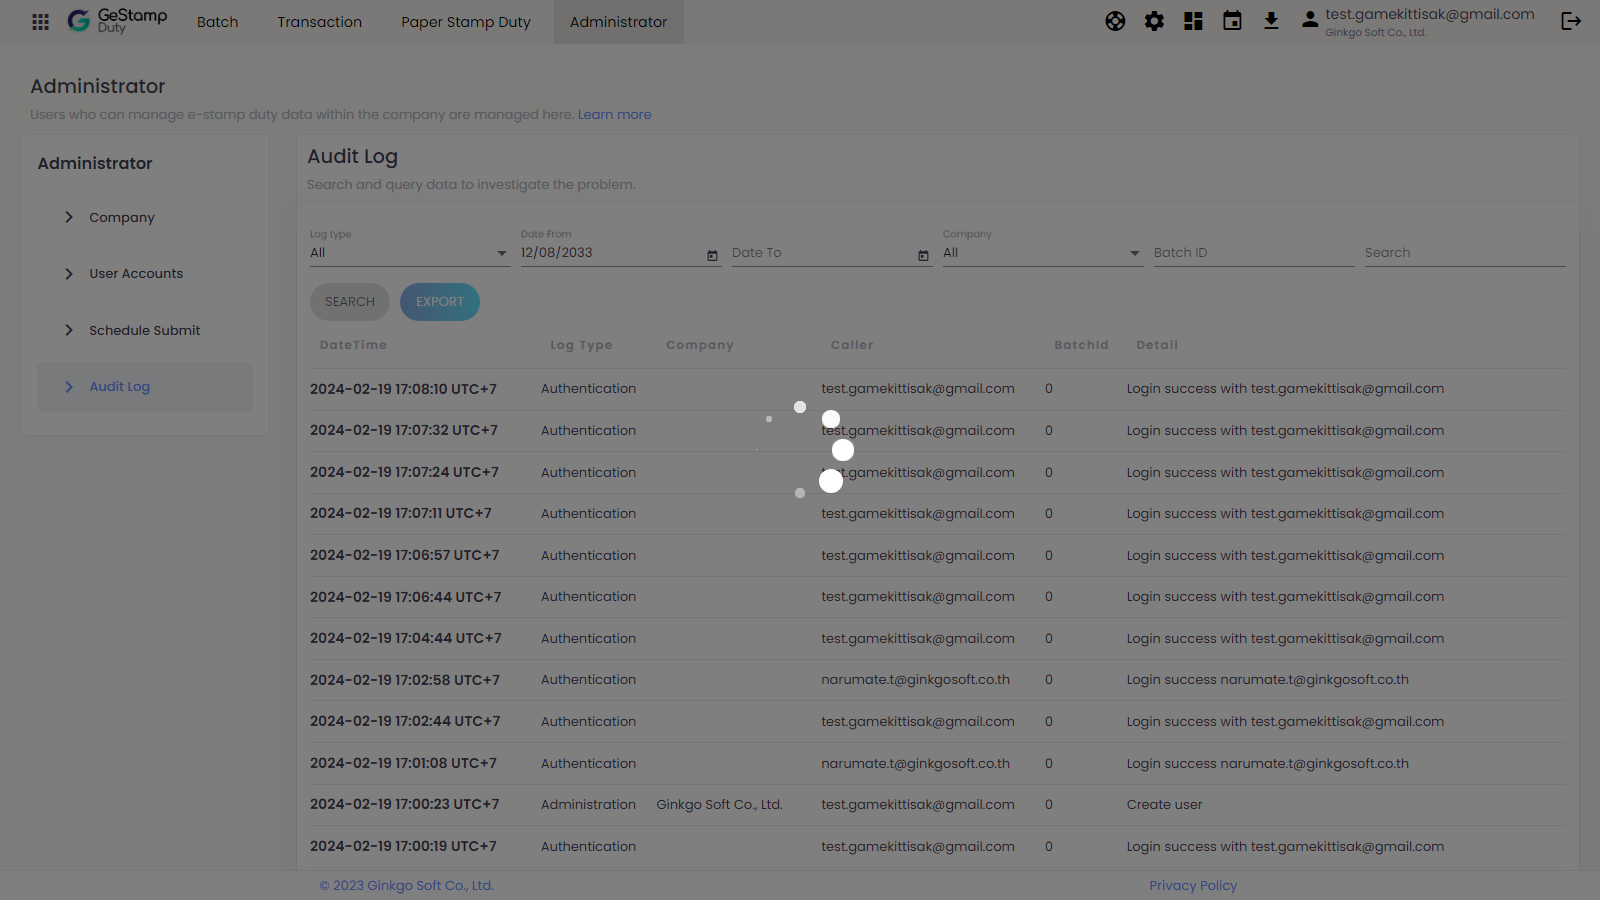 GeStamp
Duty
Batch
Transaction
Paper Stamp Duty
Administrator
test.gamekittisak@gmail.com
Ginkgo Soft Co., Ltd.
Administrator
Users who can manage e-stamp duty data within the company are managed here. Learn more
Administrator
Company
User Accounts
Schedule Submit
Audit Log
Audit Log
Search and query data to investigate the problem.
Log type
All
Date From
12/08/2033
Date To
Company
All
Batch ID
Search
SEARCH
EXPORT
DateTime Log Type Company Caller BatchId Detail
2024-02-19 17:08:10 UTC+7 Authentication test.gamekittisak@gmail.com 0 Login success with test.gamekittisak@gmail.com
2024-02-19 17:07:32 UTC+7 Authentication test.gamekittisak@gmail.com 0 Login success with test.gamekittisak@gmail.com
2024-02-19 17:07:24 UTC+7 Authentication test.gamekittisak@gmail.com 0 Login success with test.gamekittisak@gmail.com
2024-02-19 17:07:11 UTC+7 Authentication test.gamekittisak@gmail.com 0 Login success with test.gamekittisak@gmail.com
2024-02-19 17:06:57 UTC+7 Authentication test.gamekittisak@gmail.com 0 Login success with test.gamekittisak@gmail.com
2024-02-19 17:06:44 UTC+7 Authentication test.gamekittisak@gmail.com 0 Login success with test.gamekittisak@gmail.com
2024-02-19 17:04:44 UTC+7 Authentication test.gamekittisak@gmail.com 0 Login success with test.gamekittisak@gmail.com
2024-02-19 17:02:58 UTC+7 Authentication narumate.t@ginkgosoft.co.th 0 Login success narumate.t@ginkgosoft.co.th
2024-02-19 17:02:44 UTC+7 Authentication test.gamekittisak@gmail.com 0 Login success with test.gamekittisak@gmail.com
2024-02-19 17:01:08 UTC+7 Authentication narumate.t@ginkgosoft.co.th 0 Login success narumate.t@ginkgosoft.co.th
2024-02-19 17:00:23 UTC+7 Administration Ginkgo Soft Co., Ltd. test.gamekittisak@gmail.com 0 Create user
2024-02-19 17:00:19 UTC+7 Authentication test.gamekittisak@gmail.com 0 Login success with test.gamekittisak@gmail.com
© 2023 Ginkgo Soft Co., Ltd.
Privacy Policy